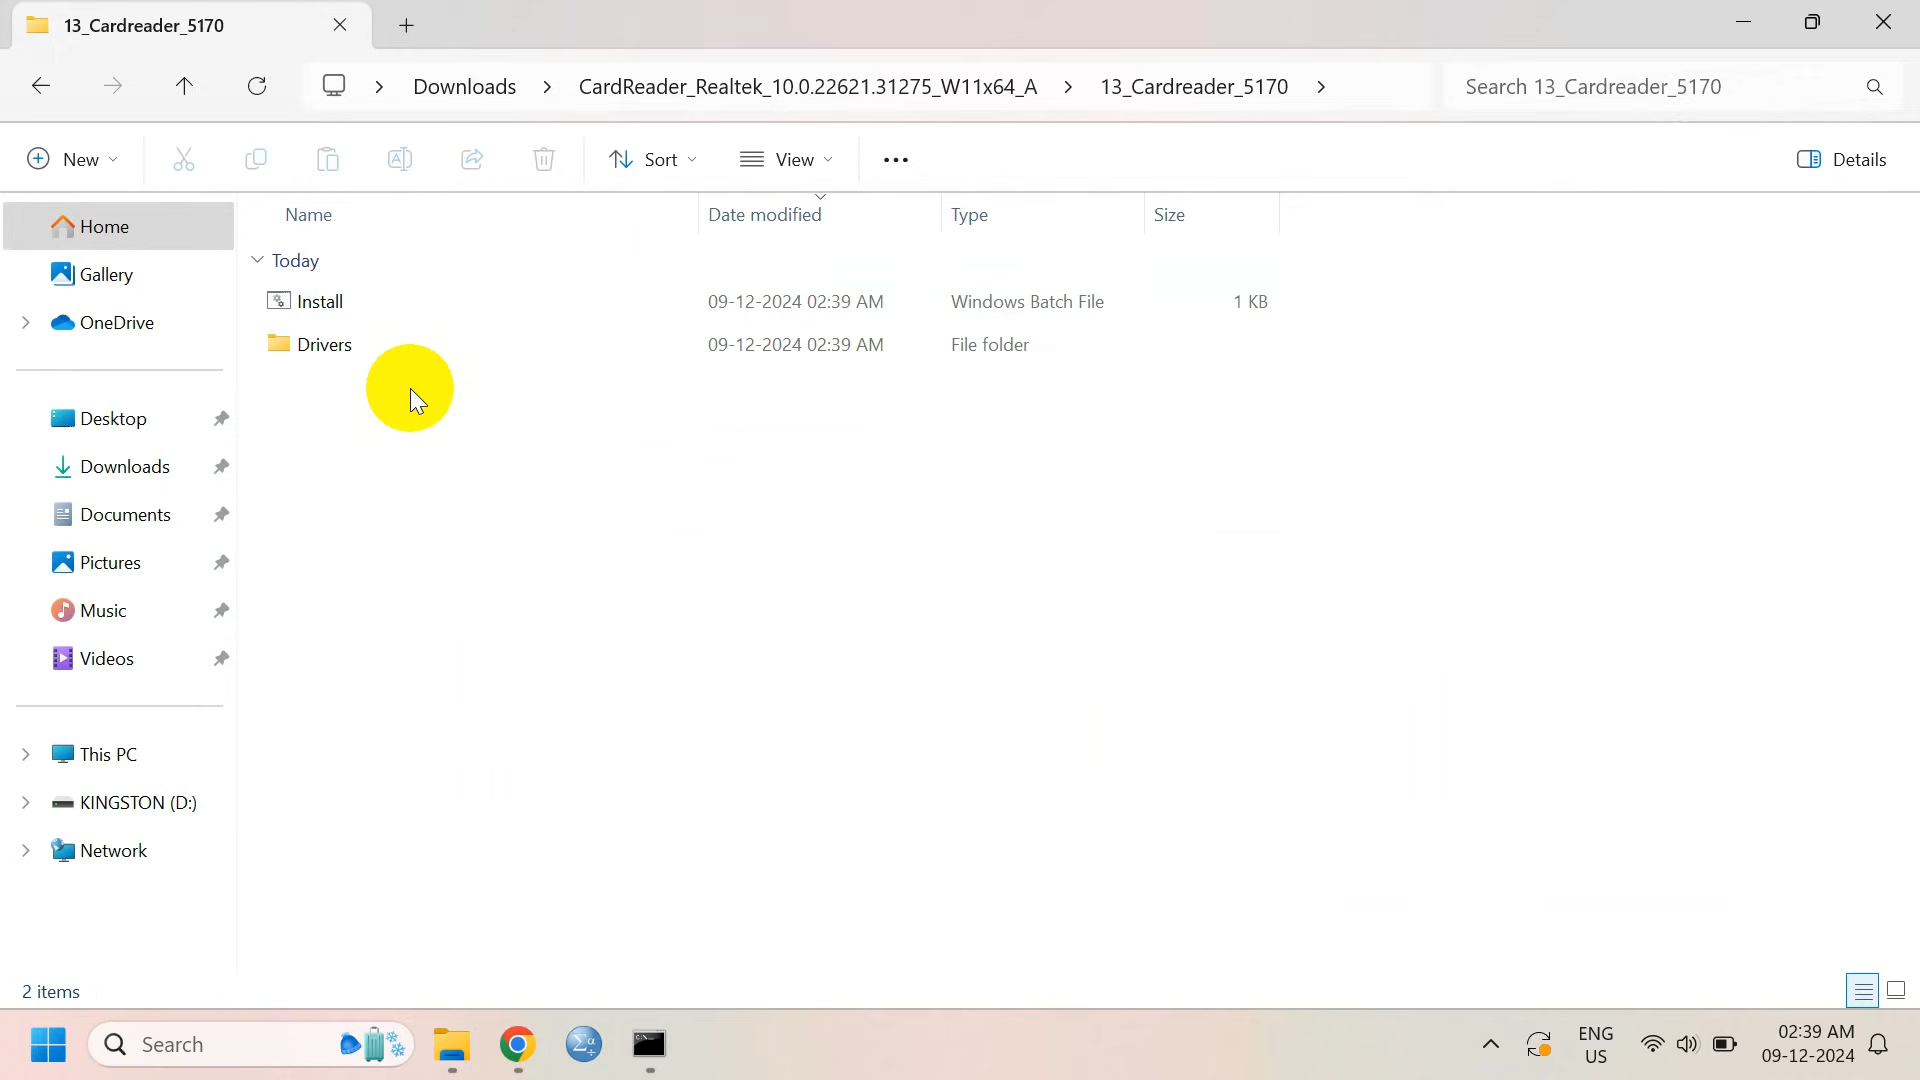 13_Cardreader_5170
Downloads > CardReader_Realtek_10.0.22621.31275_W11x64_A > 13_Cardreader_5170 >
Search 13_Cardreader_5170
New
Sort
View
Details
Name Date modified Type Size
Today
Install 09-12-2024 02:39 AM Windows Batch File 1 KB
Drivers 09-12-2024 02:39 AM File folder
Home
Gallery
OneDrive
Desktop
Downloads
Documents
Pictures
Music
Videos
This PC
KINGSTON (D:)
Network
2 items
Search
ENG
US
02:39 AM
09-12-2024